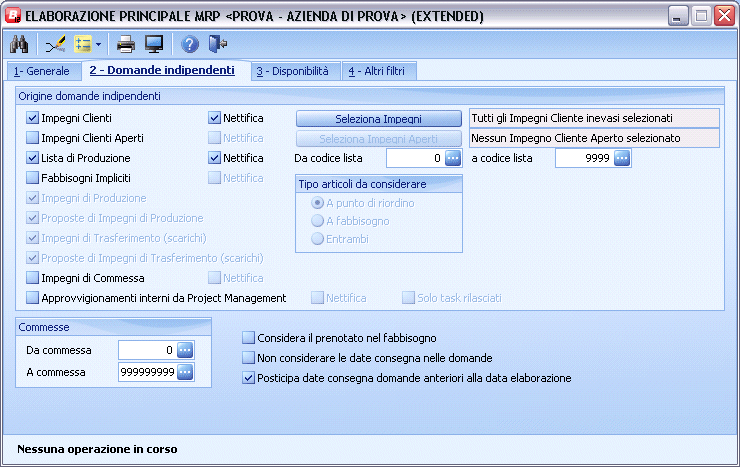 ELABORAZIONE PRINCIPALE MRP <PROVA - AZIENDA DI PROVA> (EXTENDED)
1- Generale 2 - Domande indipendenti 3 - Disponibilità 4 - Altri filtri
Origine domande indipendenti
Impegni Clienti Nettifica Seleziona Impegni Tutti gli Impegni Cliente inevasi selezionati
Impegni Clienti Aperti Nettifica Seleziona Impegni Aperti Nessun Impegno Cliente Aperto selezionato
Lista di Produzione Nettifica Da codice lista 0 ... a codice lista 9999 ...
Fabbisogni Impliciti Nettifica
Tipo articoli da considerare
Impegni di Produzione A punto di riordino
Proposte di Impegni di Produzione A fabbisogno
Impegni di Trasferimento (scarichi) Entrambi
Proposte di Impegni di Trasferimento (scarichi)
Impegni di Commessa Nettifica
Approvvigionamenti interni da Project Management Nettifica Solo task rilasciati
Commesse
Da commessa 0 ...
A commessa 999999999 ...
Considera il prenotato nel fabbisogno
Non considerare le date consegna nelle domande
Posticipa date consegna domande anteriori alla data elaborazione
Nessuna operazione in corso